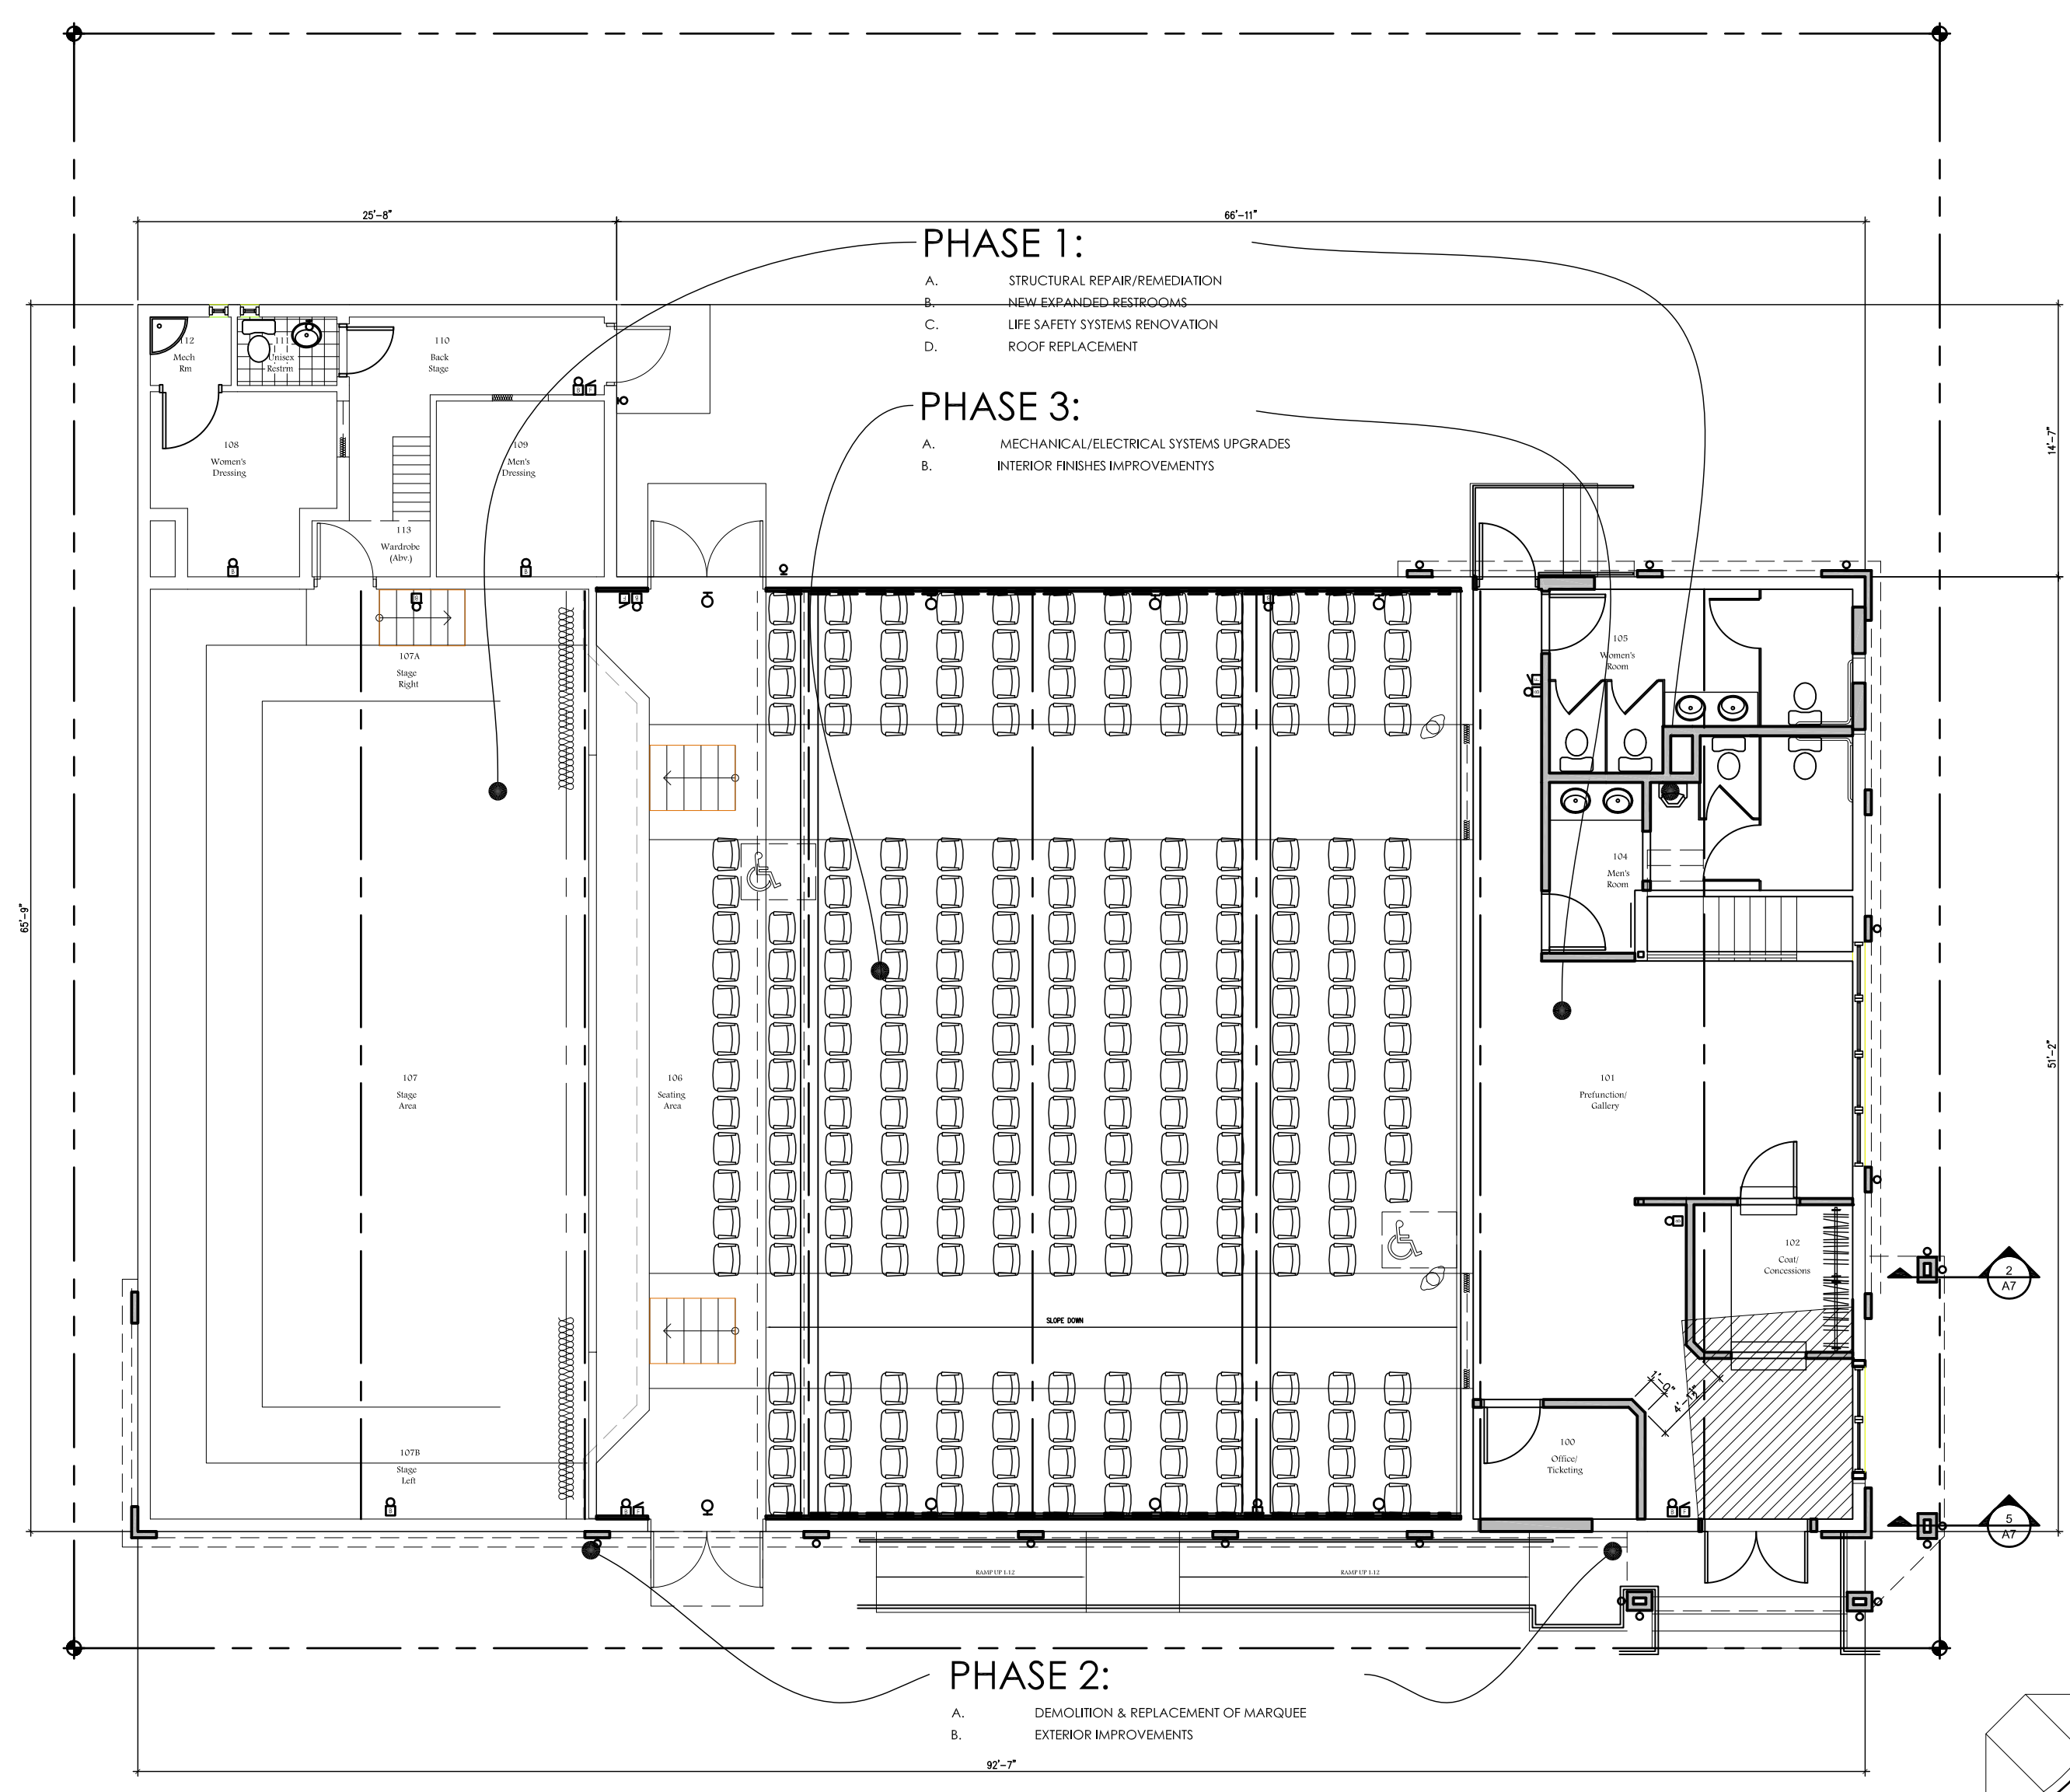 25'-8"
66'-11"
PHASE 1:
A. STRUCTURAL REPAIR/REMEDIATION
B. NEW EXPANDED RESTROOMS
C. LIFE SAFETY SYSTEMS RENOVATION
D. ROOF REPLACEMENT
PHASE 3:
A. MECHANICAL/ELECTRICAL SYSTEMS UPGRADES
B. INTERIOR FINISHES IMPROVEMENTYS
112
Mech
Rm
111
Unisex
Restrm
110
Back
Stage
108
Women's
Dressing
109
Men's
Dressing
113
Wardrobe
(Abv.)
14'-7"
107A
Stage
Right
105
Women's
Room
104
Men's
Room
65'-9"
107
Stage
Area
106
Seating
Area
101
Prefunction/
Gallery
51'-2"
102
Coat/
Concessions
2
A7
SLOPE DOWN
107B
Stage
Left
100
Office/
Ticketing
5
A7
RAMP UP 1:12
RAMP UP 1:12
PHASE 2:
A. DEMOLITION & REPLACEMENT OF MARQUEE
B. EXTERIOR IMPROVEMENTS
92'-7"